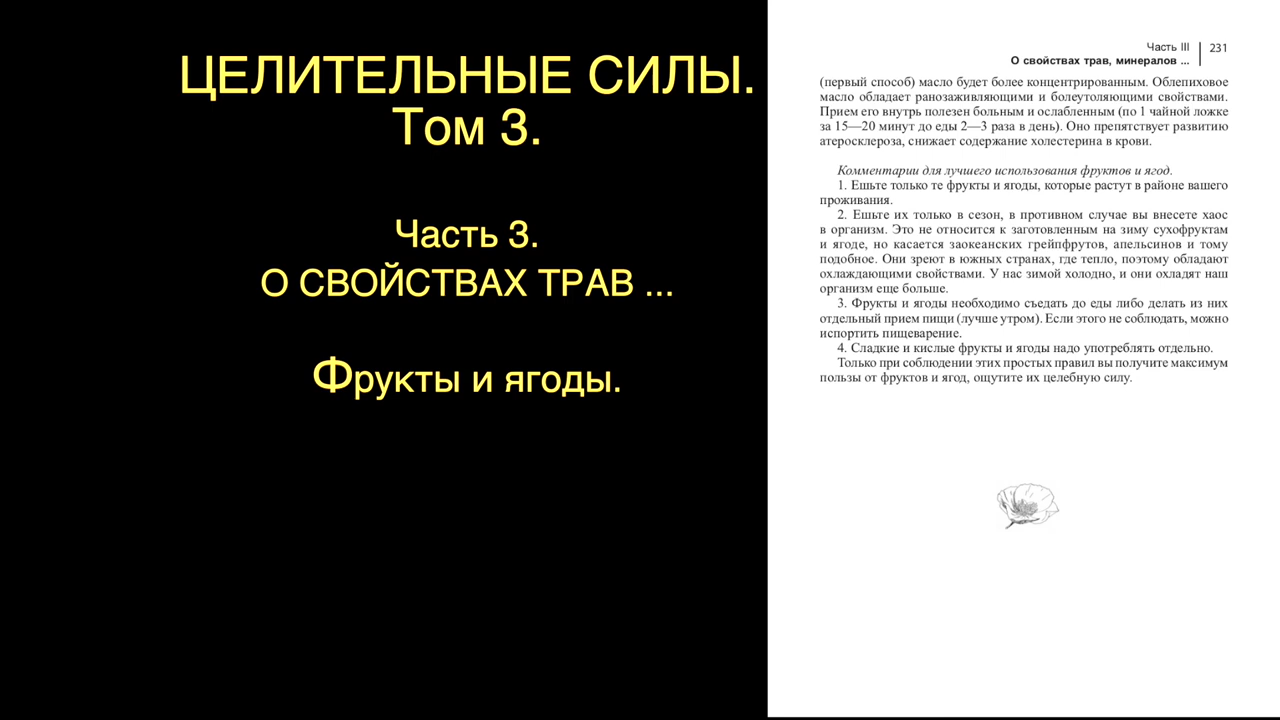 ЦЕЛИТЕЛЬНЫЕ СИЛЫ.
Том 3.
Часть 3.
О СВОЙСТВАХ ТРАВ ...
Фрукты и ягоды.
Часть III
231
О свойствах трав, минералов ...
(первый способ) масло будет более концентрированным. Облепиховое
масло обладает ранозаживляющими и болеутоляющими свойствами.
Прием его внутрь полезен больным и ослабленным (по 1 чайной ложке
за 15—20 минут до еды 2—3 раза в день). Оно препятствует развитию
атеросклероза, снижает содержание холестерина в крови.
Комментарии для лучшего использования фруктов и ягод.
1. Ешьте только те фрукты и ягоды, которые растут в районе вашего
проживания.
2. Ешьте их только в сезон, в противном случае вы внесете хаос
в организм. Это не относится к заготовленным на зиму сухофруктам
и ягоде, но касается заокеанских грейпфрутов, апельсинов и тому
подобное. Они зреют в южных странах, где тепло, поэтому обладают
охлаждающими свойствами. У нас зимой холодно, и они охладят наш
организм еще больше.
3. Фрукты и ягоды необходимо съедать до еды либо делать из них
отдельный прием пищи (лучше утром). Если этого не соблюдать, можно
испортить пищеварение.
4. Сладкие и кислые фрукты и ягоды надо употреблять отдельно.
Только при соблюдении этих простых правил вы получите максимум
пользы от фруктов и ягод, ощутите их целебную силу.